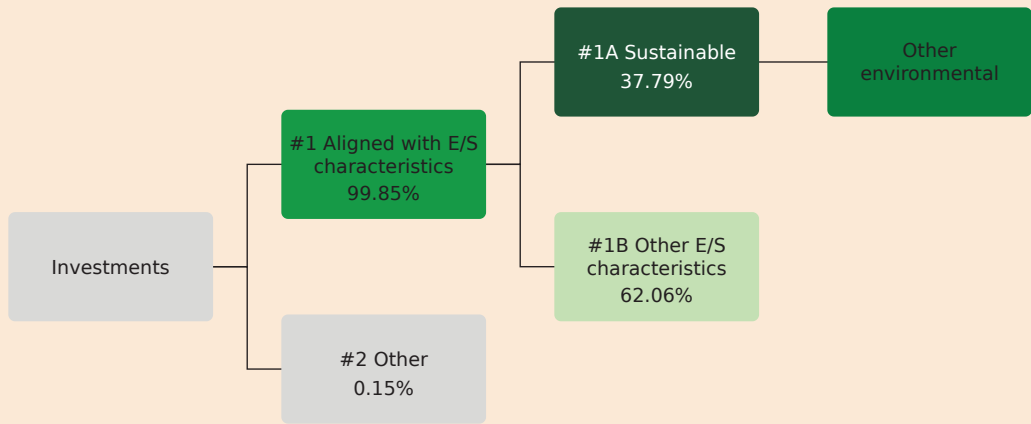 Investments
#1 Aligned with E/S
characteristics
99.85%
#2 Other
0.15%
#1A Sustainable
37.79%
#1B Other E/S
characteristics
62.06%
Other
environmental